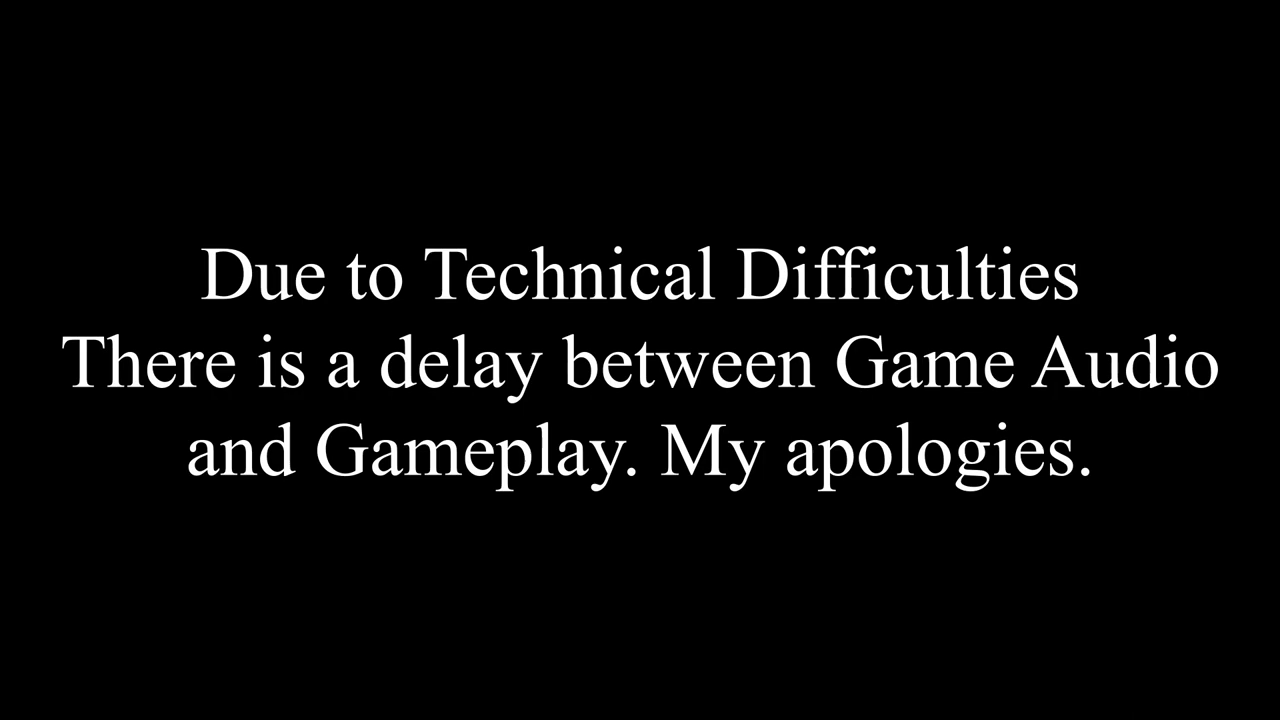 Due to Technical Difficulties
There is a delay between Game Audio
and Gameplay. My apologies.